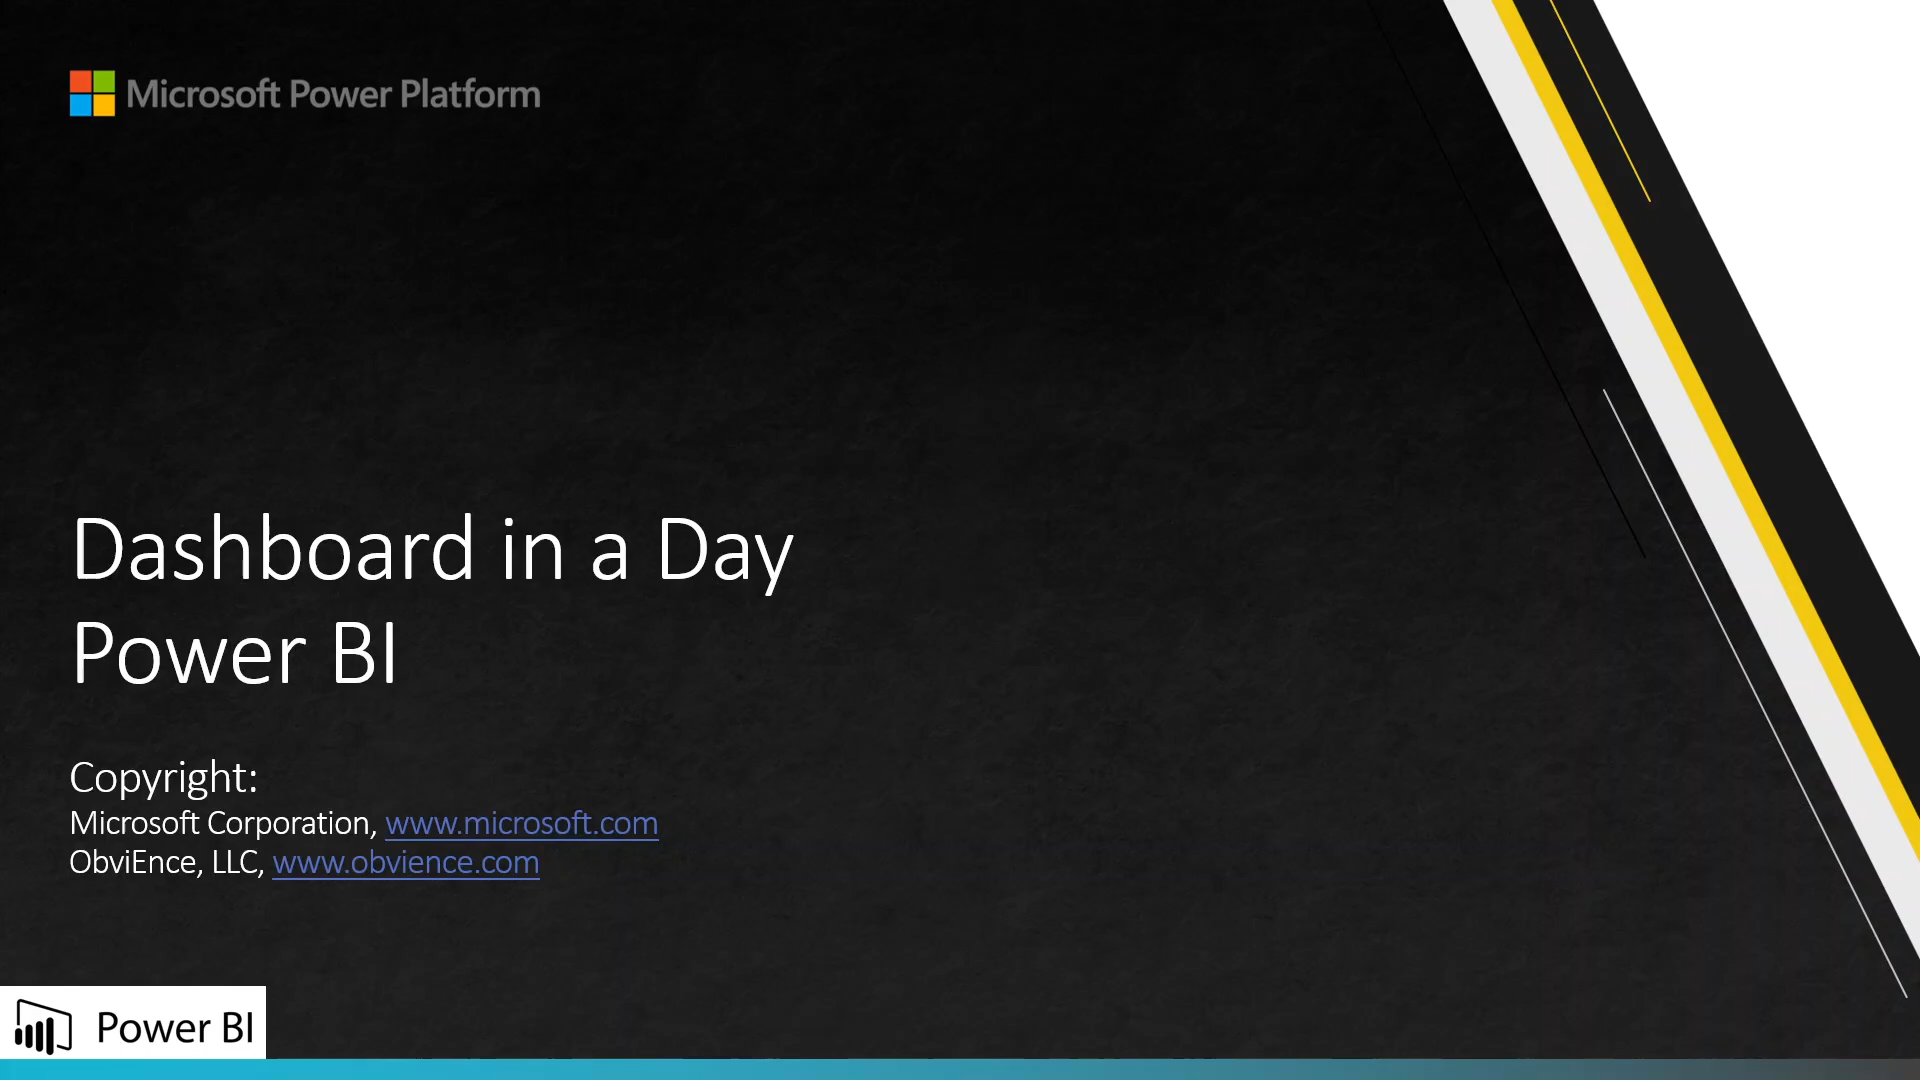 Microsoft Power Platform
Dashboard in a Day
Power BI
Copyright:
Microsoft Corporation, www.microsoft.com
ObviEnce, LLC, www.obvience.com
Power BI